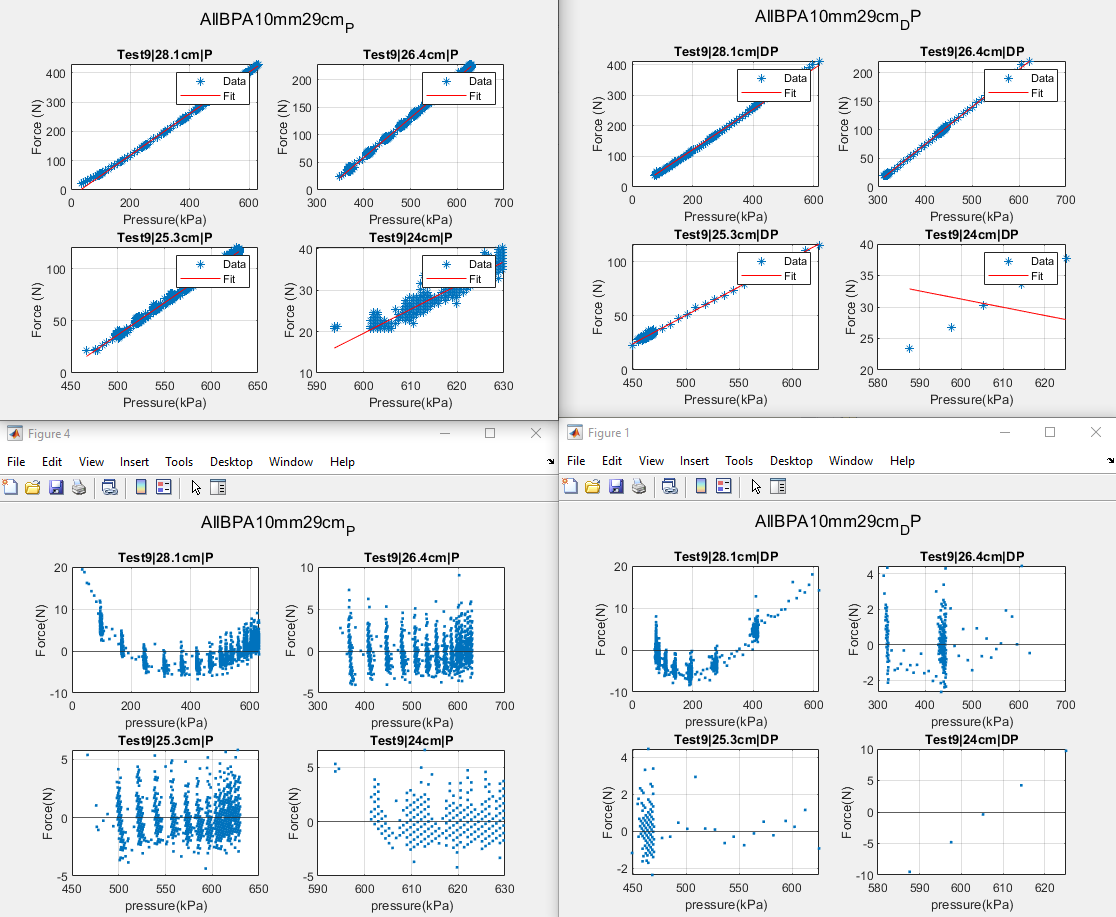 AllBPA10mm29cm_P
Test9|28.1cm|P
Test9|26.4cm|P
400
300
200
100
0
Force (N)
Data
Fit
0 200 400 600
Pressure(kPa)
200
150
100
50
0
Force (N)
Data
Fit
300 400 500 600 700
Pressure(kPa)
Test9|25.3cm|P
Test9|24cm|P
100
50
0
Force (N)
Data
Fit
450 500 550 600 650
Pressure(kPa)
40
30
20
10
Force (N)
Data
Fit
590 600 610 620 630
Pressure(kPa)
AllBPA10mm29cm_DP
Test9|28.1cm|DP
Test9|26.4cm|DP
400
300
200
100
0
Force (N)
Data
Fit
0 200 400 600
Pressure(kPa)
200
150
100
50
0
Force (N)
Data
Fit
300 400 500 600 700
Pressure(kPa)
Test9|25.3cm|DP
Test9|24cm|DP
100
50
0
Force (N)
Data
Fit
450 500 550 600
Pressure(kPa)
40
35
30
25
20
Force (N)
Data
Fit
580 600 620
Pressure(kPa)
Figure 4
File Edit View Insert Tools Desktop Window Help
AllBPA10mm29cm_P
Test9|28.1cm|P
Test9|26.4cm|P
20
10
0
-10
Force(N)
0 200 400 600
pressure(kPa)
10
5
0
-5
Force(N)
300 400 500 600 700
pressure(kPa)
Test9|25.3cm|P
Test9|24cm|P
5
0
-5
Force(N)
450 500 550 600 650
pressure(kPa)
5
0
-5
Force(N)
590 600 610 620 630
pressure(kPa)
Figure 1
File Edit View Insert Tools Desktop Window Help
AllBPA10mm29cm_DP
Test9|28.1cm|DP
Test9|26.4cm|DP
20
10
0
-10
Force(N)
0 200 400 600
pressure(kPa)
4
2
0
-2
Force(N)
300 400 500 600 700
pressure(kPa)
Test9|25.3cm|DP
Test9|24cm|DP
4
2
0
-2
Force(N)
450 500 550 600
pressure(kPa)
10
5
0
-5
-10
Force(N)
580 600 620
pressure(kPa)